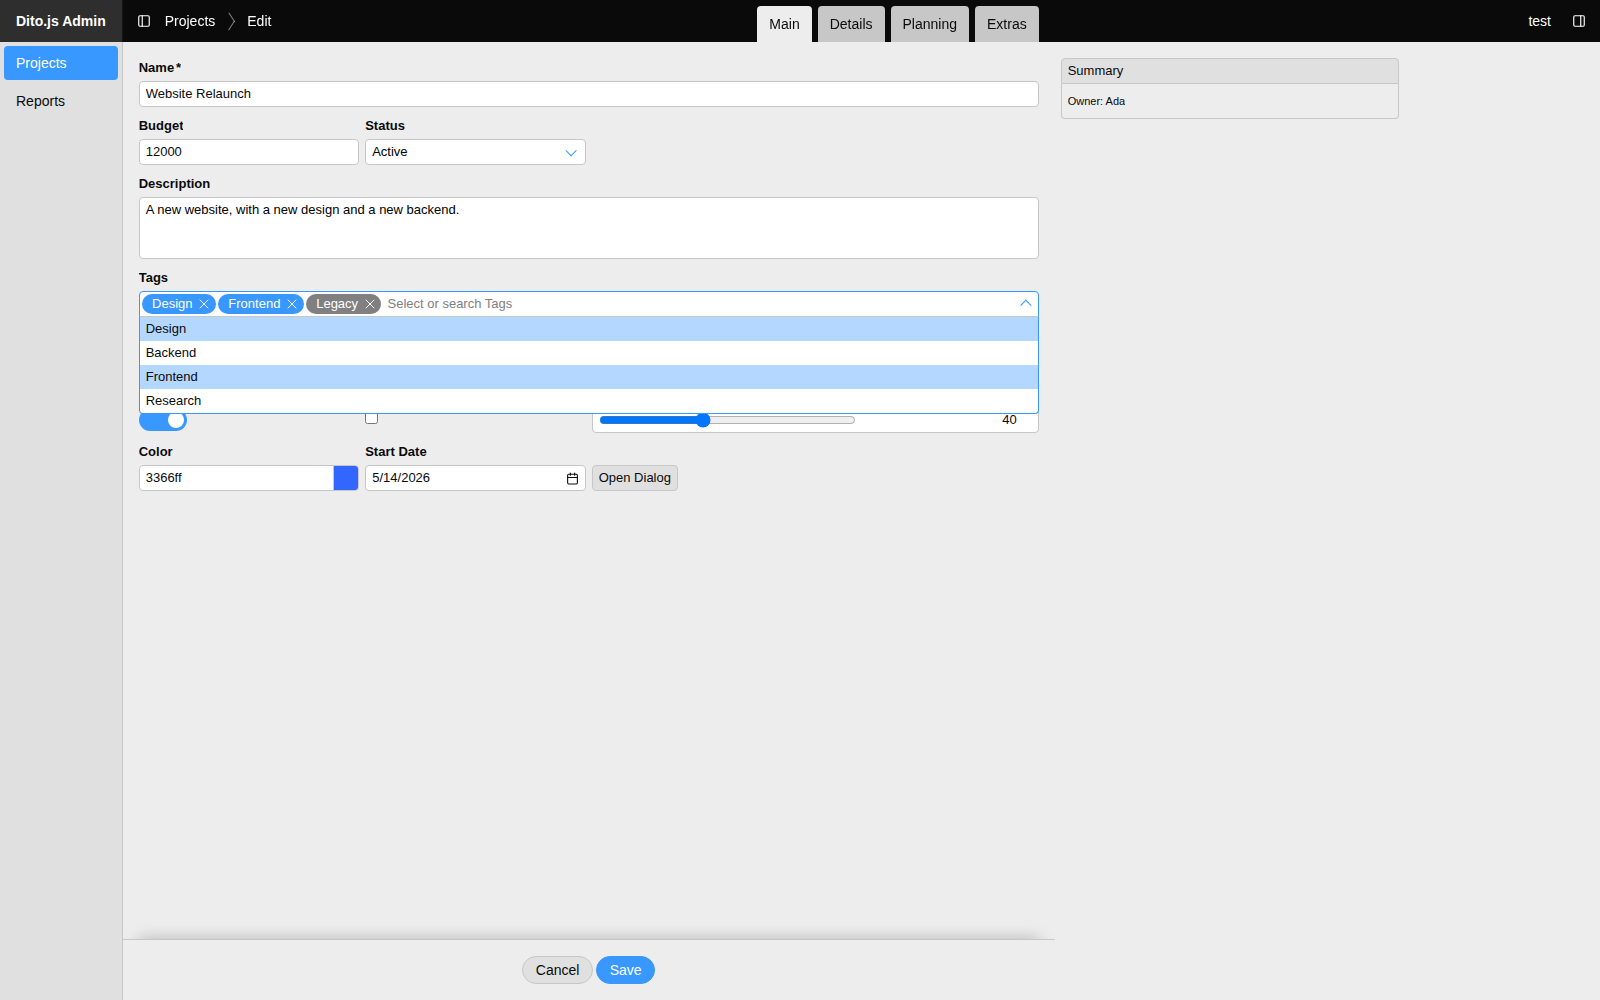 Dito.js Admin
Projects
Edit
Main
Details
Planning
Extras
test
Projects
Reports
Name*
Website Relaunch
Budget
Status
12000
Active
Description
A new website, with a new design and a new backend.
Tags
Design
Frontend
Legacy
Select or search Tags
Design
Backend
Frontend
Research
40
Color
Start Date
3366ff
5/14/2026
Open Dialog
Summary
Owner: Ada
Cancel
Save